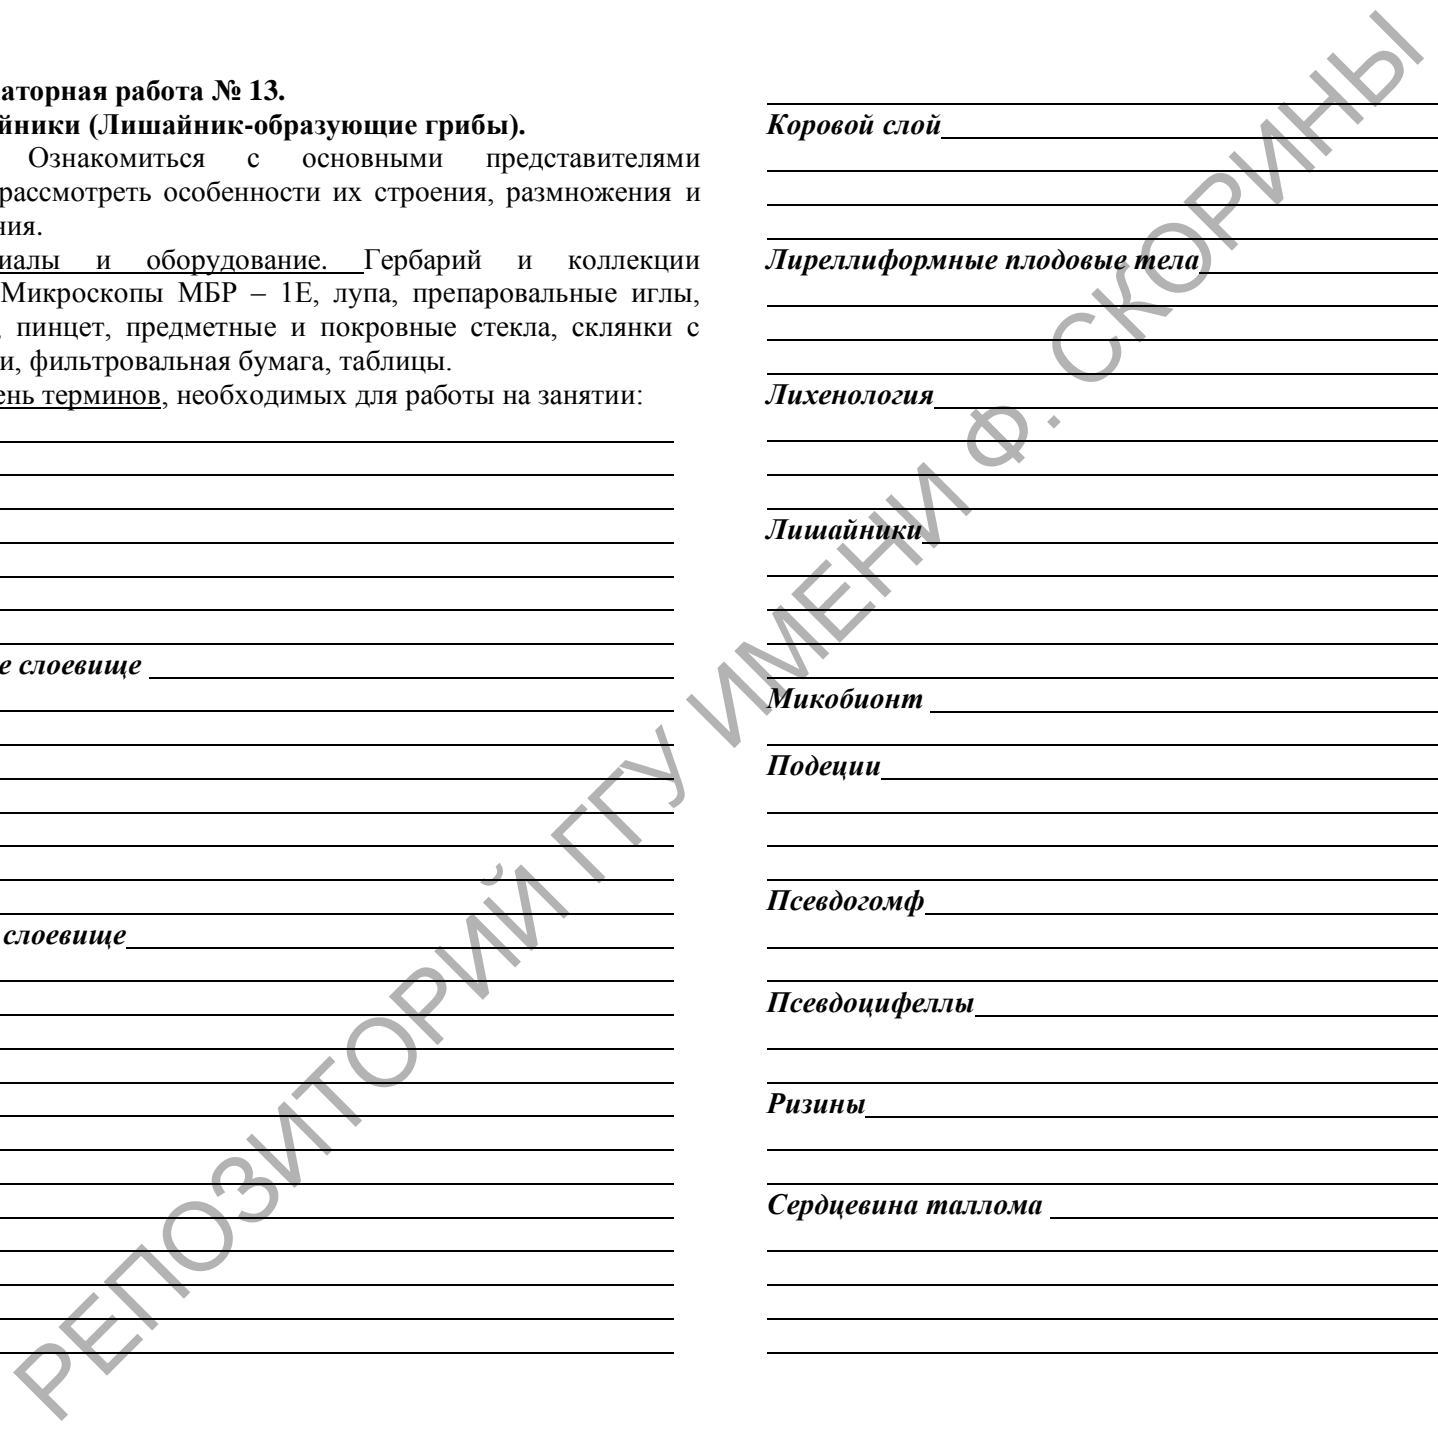 аторная работа № 13.
йники (Лишайник-образующие грибы).
Ознакомиться с основными представителями
рассмотреть особенности их строения, размножения и
ния.
иалы и оборудование. Гербарий и коллекции
Микроскопы МБР – 1Е, лупа, препаровальные иглы,
, пинцет, предметные и покровные стекла, склянки с
и, фильтровальная бумага, таблицы.
ень терминов, необходимых для работы на занятии:
е слоевище
слоевище
Коровой слой
Лиреллиформные плодовые тела
Лихенология
Лишайники
Микобионт
Подеции
Псевдогомф
Псевдоцифеллы
Ризины
Сердцевина таллома
РЕПОЗИТОРИЙ ГГУ ИМЕНИ Ф. СКОРИНЫ